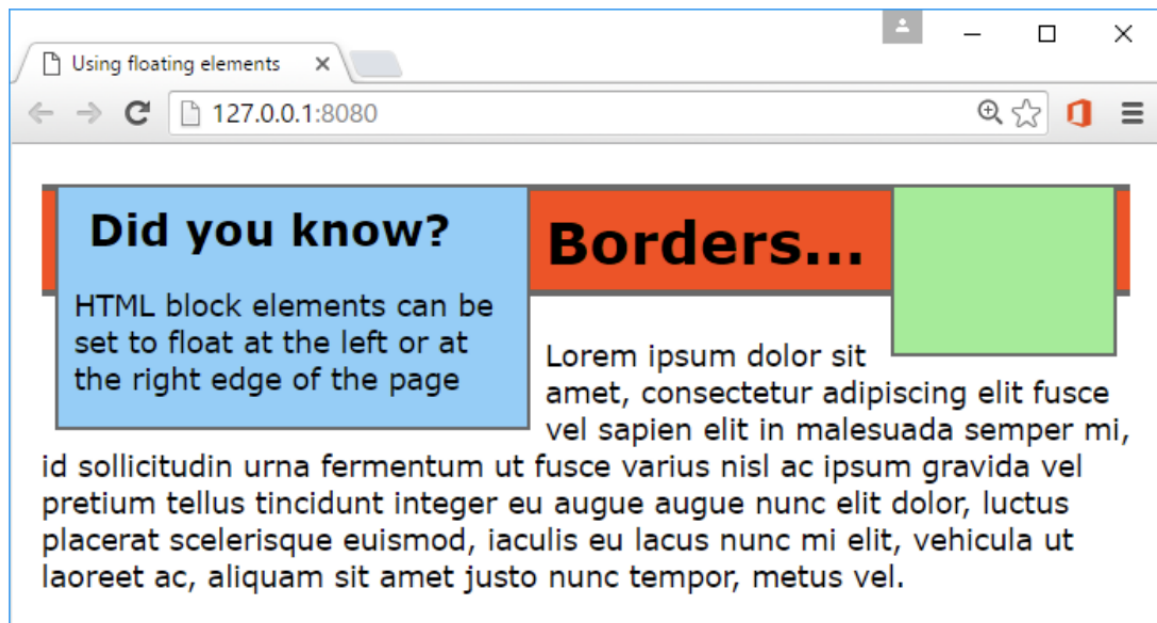 Using floating elements
127.0.0.1:8080
Did you know?
HTML block elements can be
set to float at the left or at
the right edge of the page
Borders...
Lorem ipsum dolor sit
amet, consectetur adipiscing elit fusce
vel sapien elit in malesuada semper mi,
id sollicitudin urna fermentum ut fusce varius nisl ac ipsum gravida vel
pretium tellus tincidunt integer eu augue augue nunc elit dolor, luctus
placerat scelerisque euismod, iaculis eu lacus nunc mi elit, vehicula ut
laoreet ac, aliquam sit amet justo nunc tempor, metus vel.